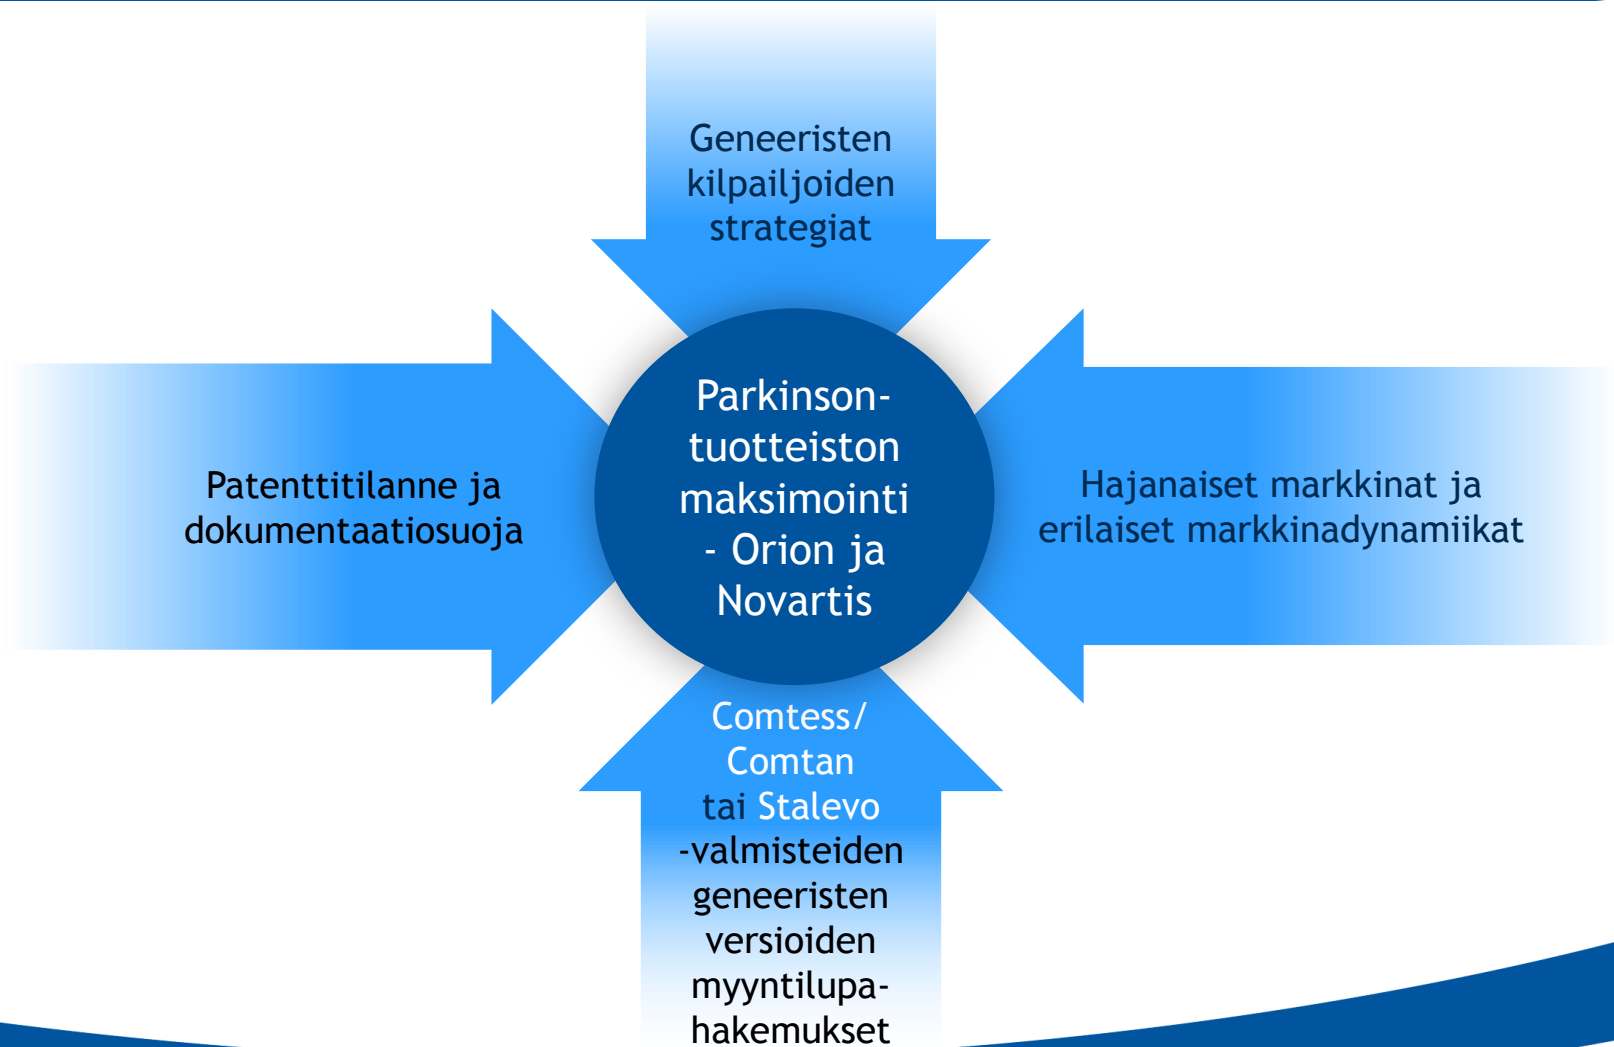 Geneeristen
kilpailjoiden
strategiat
Patenttitilanne ja
dokumentaatiosuoja
Parkinson-
tuotteiston
maksimointi
- Orion ja
Novartis
Hajanaiset markkinat ja
erilaiset markkinadynamiikat
Comtess/
Comtan
tai Stalevo
-valmisteiden
geneeristen
versioiden
myyntilupa-
hakemukset